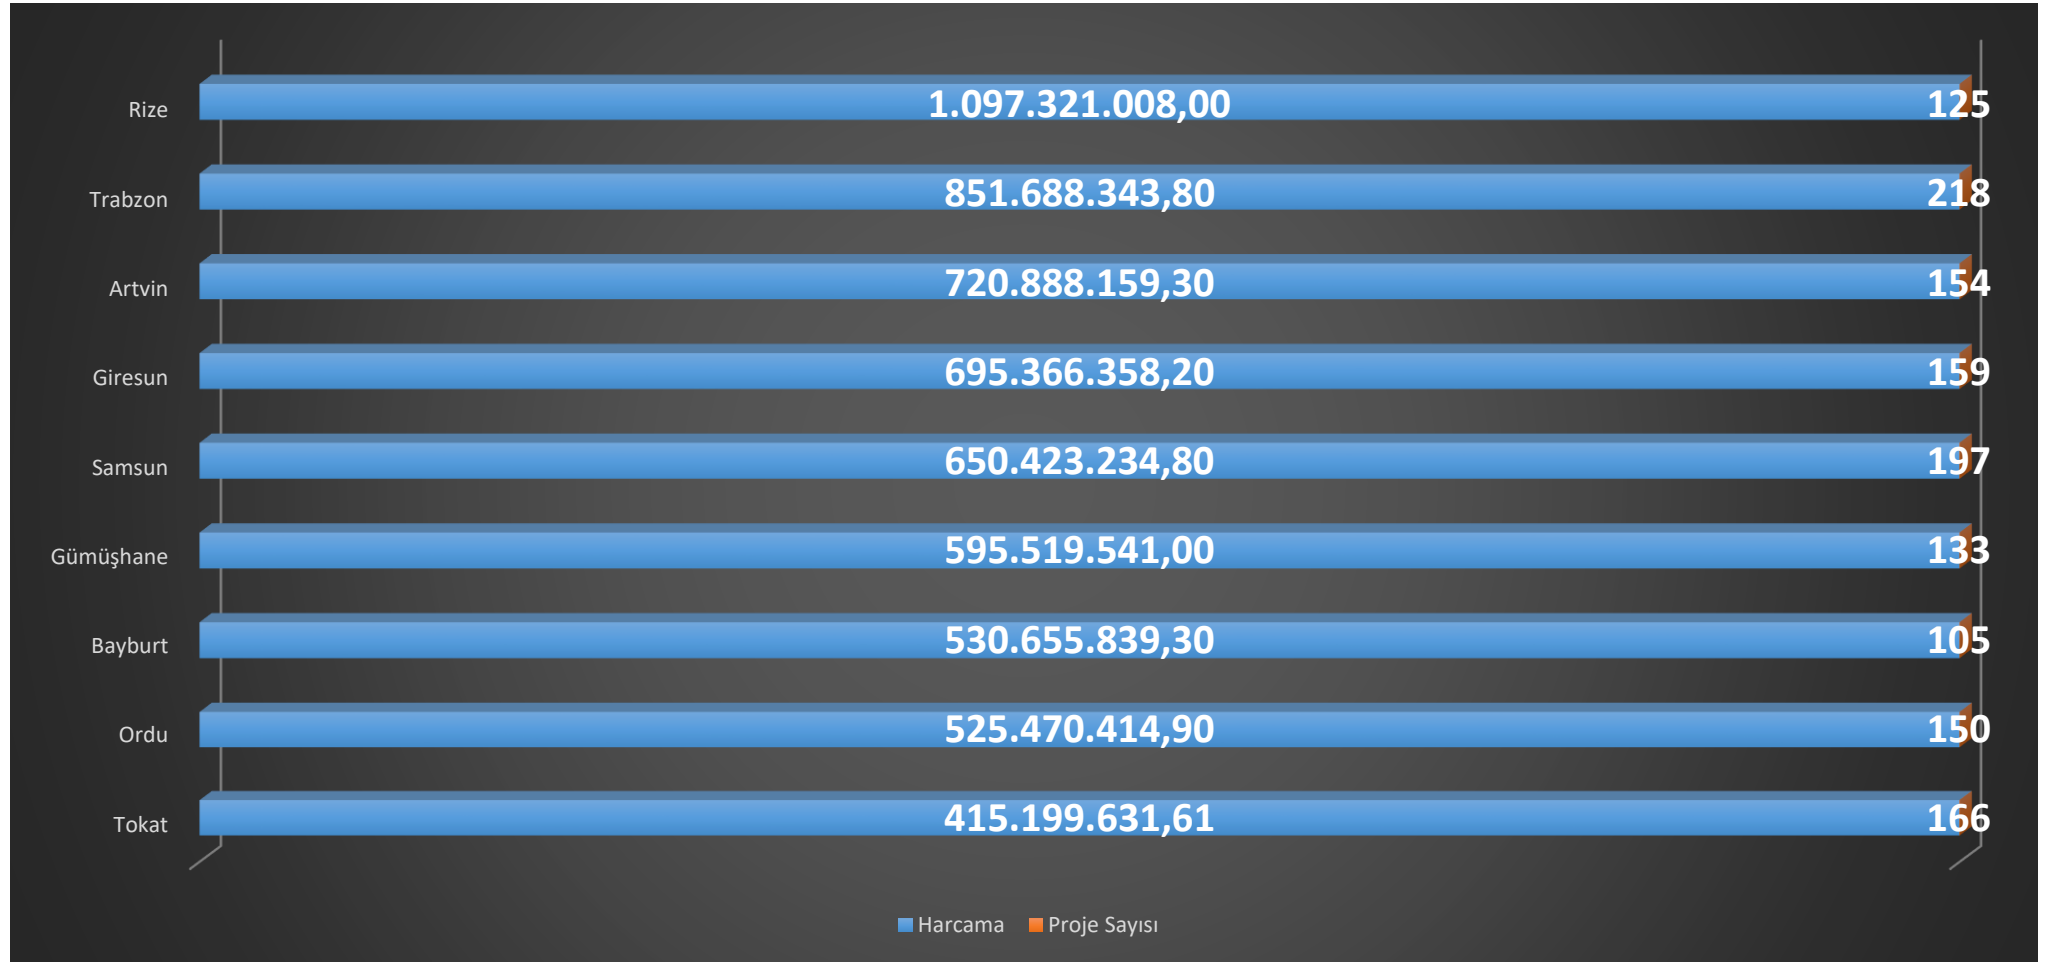 Rize 1.097.321.008,00 125
Trabzon 851.688.343,80 218
Artvin 720.888.159,30 154
Giresun 695.366.358,20 159
Samsun 650.423.234,80 197
Gümüşhane 595.519.541,00 133
Bayburt 530.655.839,30 105
Ordu 525.470.414,90 150
Tokat 415.199.631,61 166
Harcama Proje Sayısı